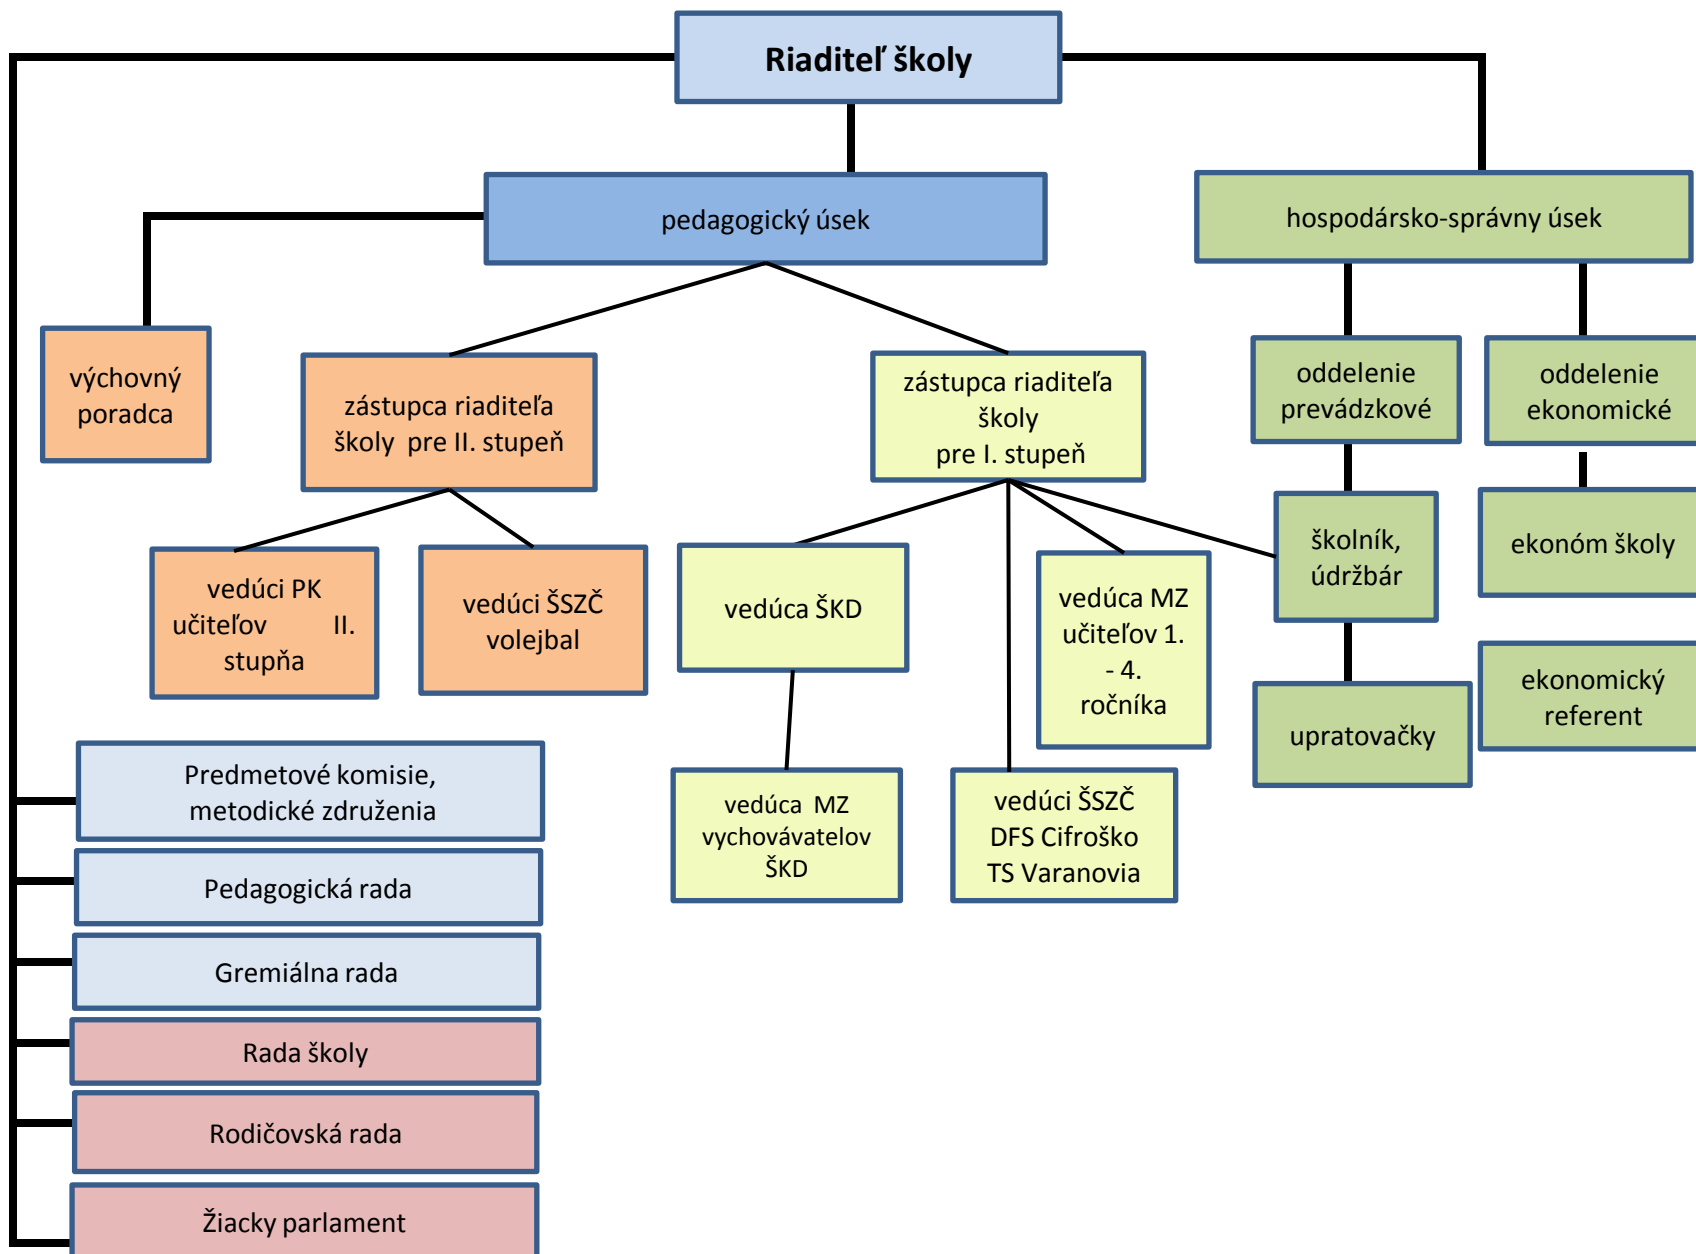 Riaditeľ školy
pedagogický úsek
hospodársko-správny úsek
výchovný
poradca
zástupca riaditeľa
školy pre II. stupeň
zástupca riaditeľa
školy
pre I. stupeň
oddelenie
prevádzkové
oddelenie
ekonomické
vedúci PK
učiteľov II.
stupňa
vedúci ŠSZČ
volejbal
vedúca ŠKD
vedúca MZ
učiteľov 1.
- 4.
ročníka
školník,
údržbár
ekonóm školy
upratovačky
ekonomický
referent
vedúca MZ
vychovávatelov
ŠKD
vedúci ŠSZČ
DFS Cifroško
TS Varanovia
Predmetové komisie,
metodické združenia
Pedagogická rada
Gremiálna rada
Rada školy
Rodičovská rada
Žiacky parlament